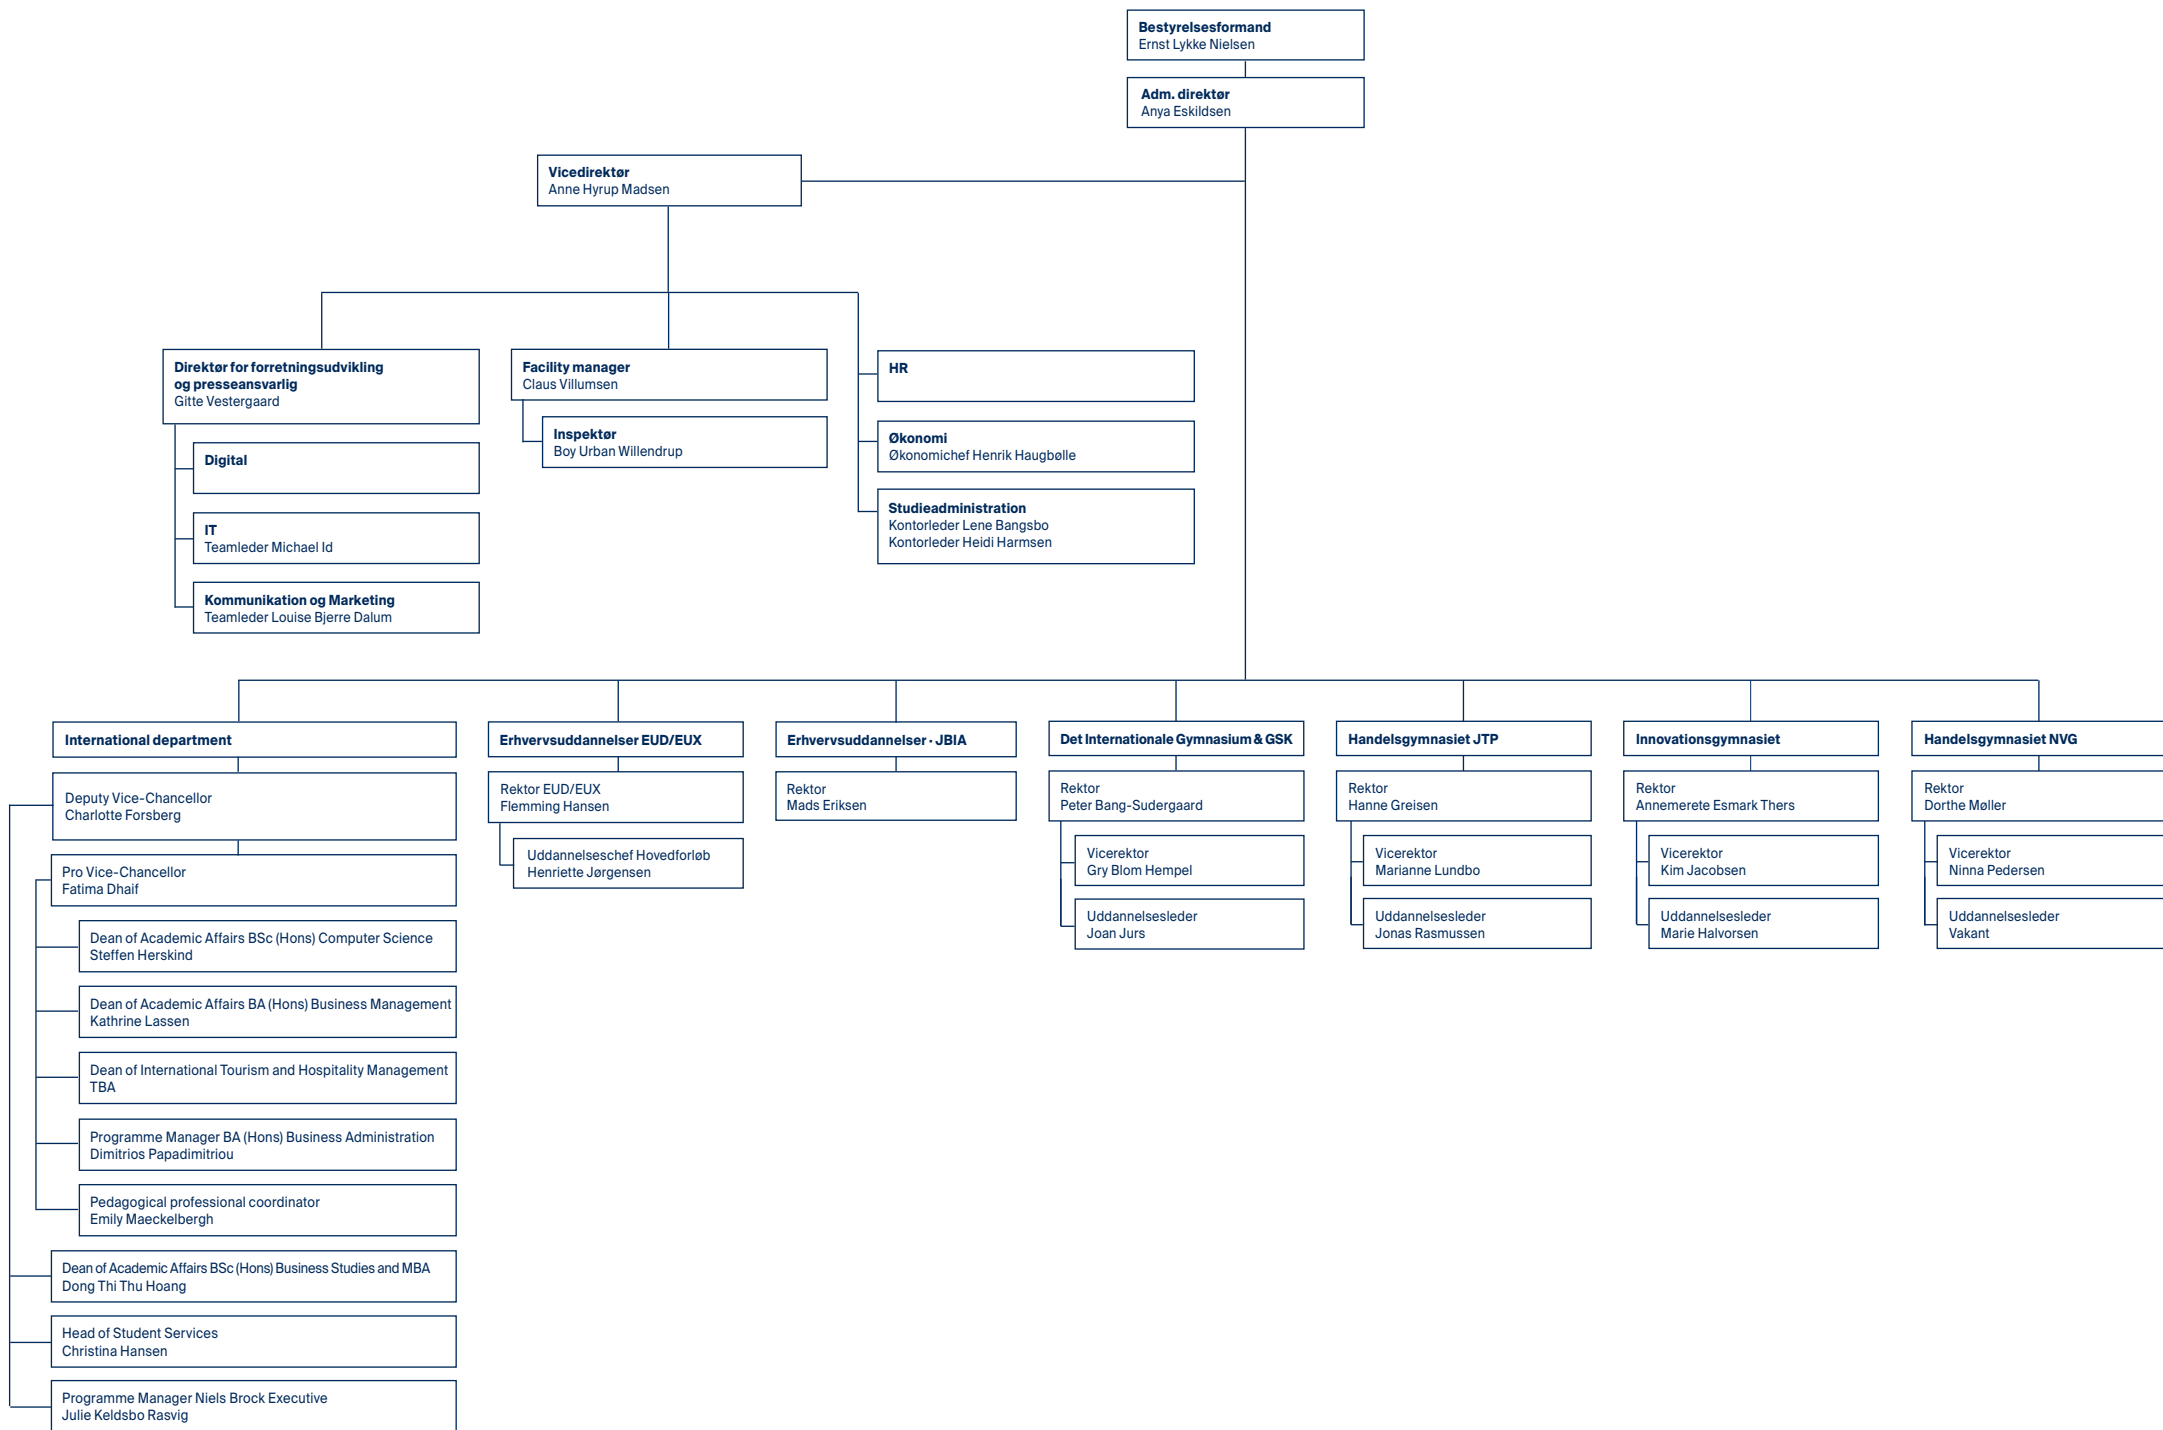 Bestyrelsesformand
Ernst Lykke Nielsen
Adm. direktør
Anya Eskildsen
Vicedirektør
Anne Hyrup Madsen
Direktør for forretningsudvikling
og presseansvarlig
Gitte Vestergaard
Digital
IT
Teamleder Michael Id
Kommunikation og Marketing
Teamleder Louise Bjerre Dalum
Facility manager
Claus Villumsen
Inspektør
Boy Urban Willendrup
HR
Økonomi
Økonomichef Henrik Haugbølle
Studieadministration
Kontorleder Lene Bangsbo
Kontorleder Heidi Harmsen
International department
Deputy Vice-Chancellor
Charlotte Forsberg
Pro Vice-Chancellor
Fatima Dhaif
Dean of Academic Affairs BSc (Hons) Computer Science
Steffen Herskind
Dean of Academic Affairs BA (Hons) Business Management
Kathrine Lassen
Dean of International Tourism and Hospitality Management
TBA
Programme Manager BA (Hons) Business Administration
Dimitrios Papadimitriou
Pedagogical professional coordinator
Emily Maeckelbergh
Dean of Academic Affairs BSc (Hons) Business Studies and MBA
Dong Thi Thu Hoang
Head of Student Services
Christina Hansen
Programme Manager Niels Brock Executive
Julie Keldsbo Rasvig
Erhvervsuddannelser EUD/EUX
Rektor EUD/EUX
Flemming Hansen
Uddannelseschef Hovedforløb
Henriette Jørgensen
Erhvervsuddannelser · JBIA
Rektor
Mads Eriksen
Det Internationale Gymnasium & GSK
Rektor
Peter Bang-Sudergaard
Vicerektor
Gry Blom Hempel
Uddannelsesleder
Joan Jurs
Handelsgymnasiet JTP
Rektor
Hanne Greisen
Vicerektor
Marianne Lundbo
Uddannelsesleder
Jonas Rasmussen
Innovationsgymnasiet
Rektor
Annemerete Esmark Thers
Vicerektor
Kim Jacobsen
Uddannelsesleder
Marie Halvorsen
Handelsgymnasiet NVG
Rektor
Dorthe Møller
Vicerektor
Ninna Pedersen
Uddannelsesleder
Vakant